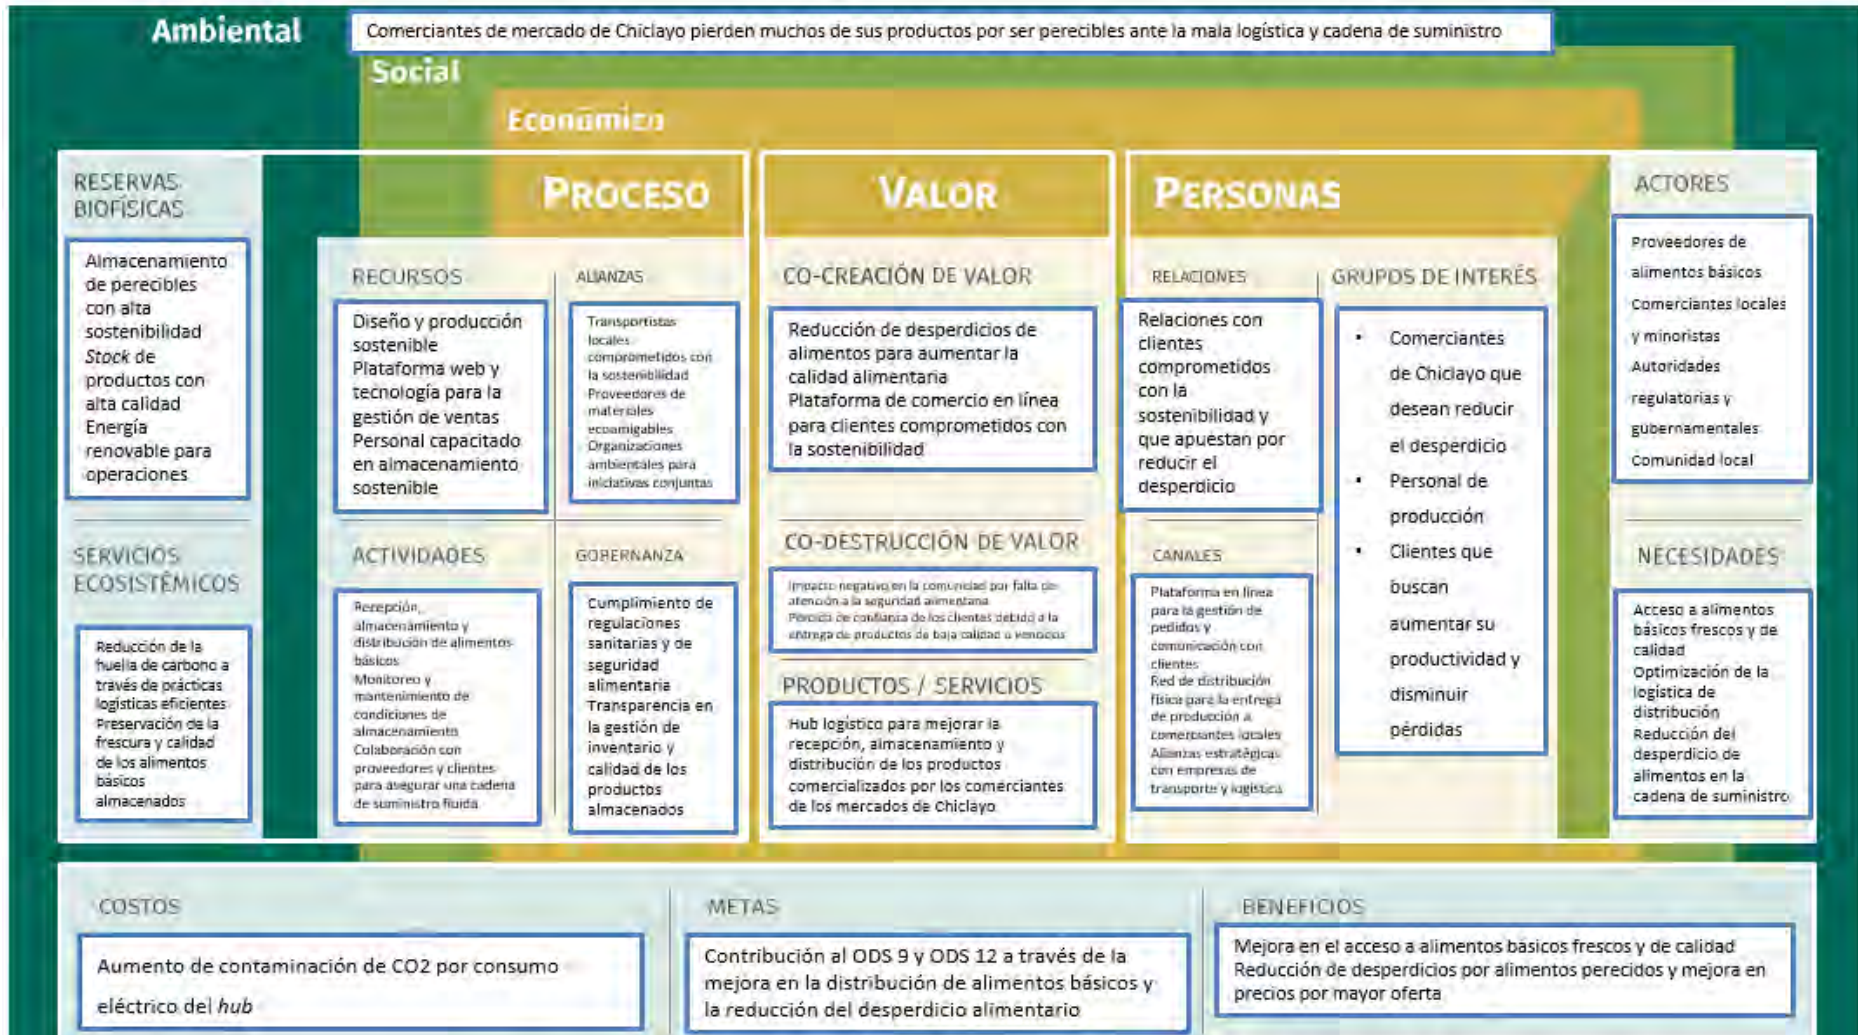 Ambiental
Comerciantes de mercado de Chiclayo pierden muchos de sus productos por ser perecibles ante la mala logística y cadena de suministro
Social
Económico
RESERVAS
BIOFÍSICAS
Almacenamiento
de perecibles
con alta
sostenibilidad
Stock de
productos con
alta calidad
Energía
renovable para
operaciones
SERVICIOS
ECOSISTÉMICOS
Reducción de la
huella de carbono a
través de prácticas
logísticas eficientes
Preservación de la
frescura y calidad
de los alimentos
básicos
almacenados
PROCESO
RECURSOS
Diseño y producción
sostenible
Plataforma web y
tecnología para la
gestión de ventas
Personal capacitado
en almacenamiento
sostenible
ALIANZAS
Transportistas
locales
comprometidos con
la sostenibilidad
Proveedores de
materiales
ecoamigables
Organizaciones
ambientales para
iniciativas conjuntas
ACTIVIDADES
Recepción,
almacenamiento y
distribución de alimentos
básicos
Monitoreo y
mantenimiento de
condiciones de
almacenamiento
Colaboración con
proveedores y clientes
para asegurar una cadena
de suministro fluida
GOBERNANZA
Cumplimiento de
regulaciones
sanitarias y de
seguridad
alimentaria
Transparencia en
la gestión de
inventario y
calidad de los
productos
almacenados
VALOR
CO-CREACIÓN DE VALOR
Reducción de desperdicios de
alimentos para aumentar la
calidad alimentaria
Plataforma de comercio en línea
para clientes comprometidos con
la sostenibilidad
CO-DESTRUCCIÓN DE VALOR
Impacto negativo en la comunidad por falta de
atención a la seguridad alimentaria
Pérdida de confianza de los clientes debido a la
entrega de productos de baja calidad o vencidos
PRODUCTOS / SERVICIOS
Hub logístico para mejorar la
recepción, almacenamiento y
distribución de los productos
comercializados por los comerciantes
de los mercados de Chiclayo
PERSONAS
RELACIONES
Relaciones con
clientes
comprometidos
con la
sostenibilidad y
que apuestan por
reducir el
desperdicio
CANALES
Plataforma en línea
para la gestión de
pedidos y
comunicación con
clientes
Red de distribución
física para la entrega
de producción a
comerciantes locales
Alianzas estratégicas
con empresas de
transporte y logística
GRUPOS DE INTERÉS
• Comerciantes
de Chiclayo que
desean reducir
el desperdicio
• Personal de
producción
• Clientes que
buscan
aumentar su
productividad y
disminuir
pérdidas
ACTORES
Proveedores de
alimentos básicos
Comerciantes locales
y minoristas
Autoridades
regulatorias y
gubernamentales
Comunidad local
NECESIDADES
Acceso a alimentos
básicos frescos y de
calidad
Optimización de la
logística de
distribución
Reducción del
desperdicio de
alimentos en la
cadena de suministro
COSTOS
Aumento de contaminación de CO2 por consumo
eléctrico del hub
METAS
Contribución al ODS 9 y ODS 12 a través de la
mejora en la distribución de alimentos básicos y
la reducción del desperdicio alimentario
BENEFICIOS
Mejora en el acceso a alimentos básicos frescos y de calidad
Reducción de desperdicios por alimentos perecidos y mejora en
precios por mayor oferta